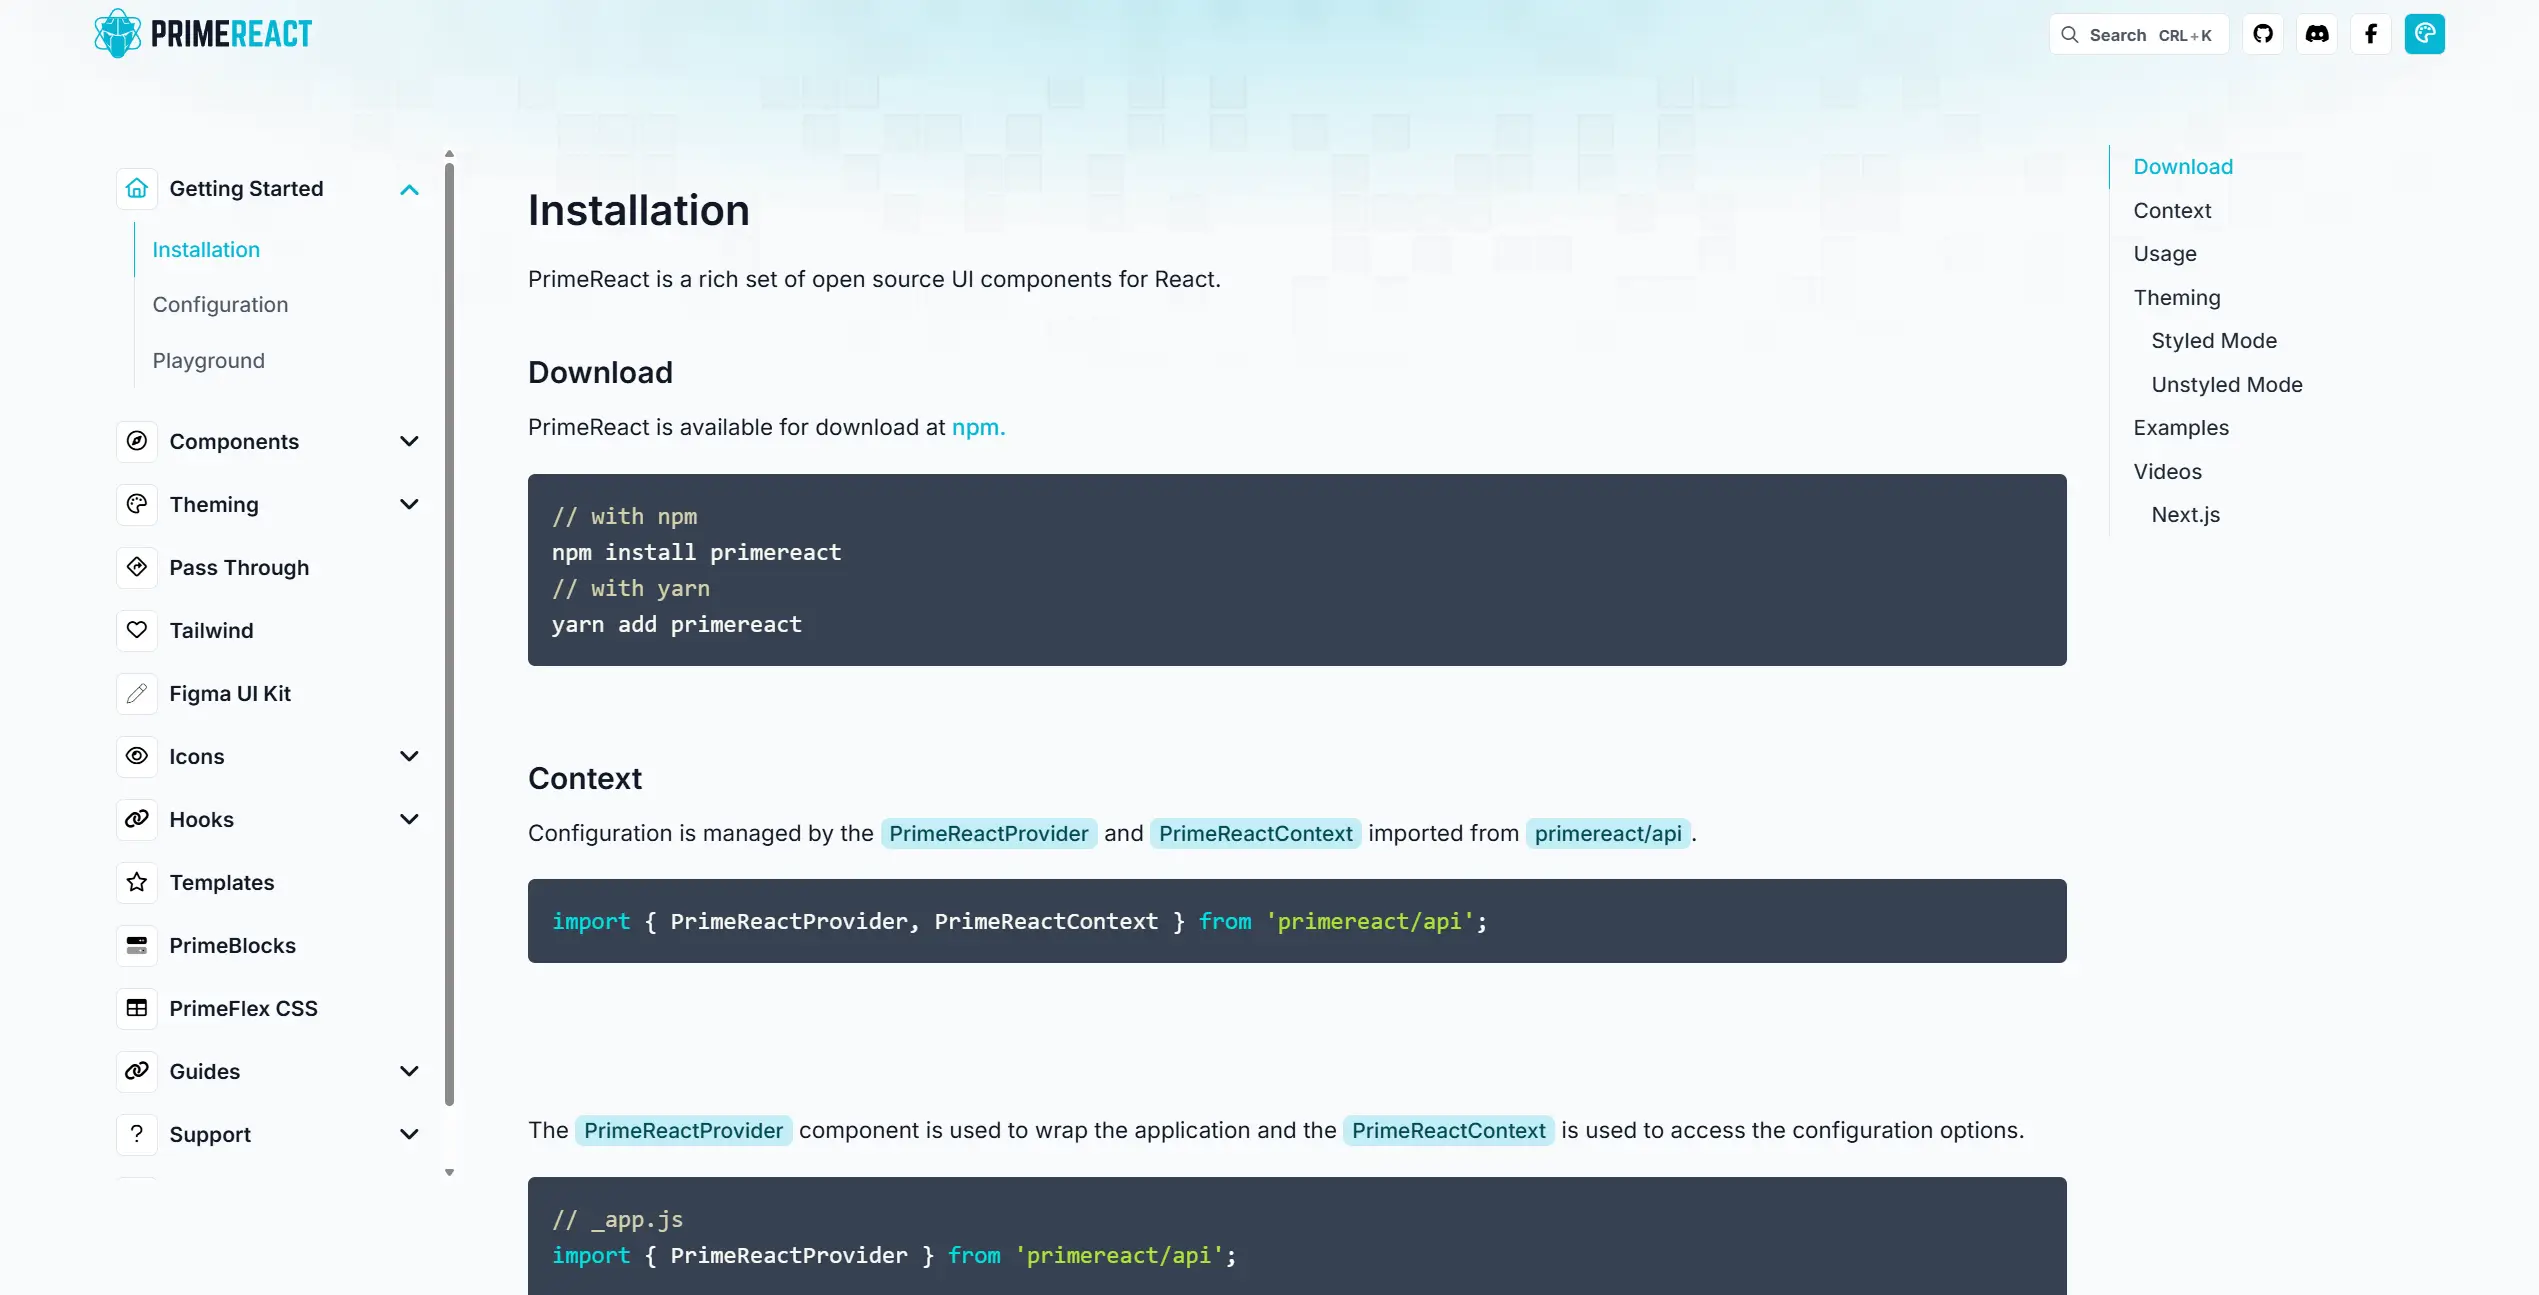 PRIMEREACT
Search CRL+K
Getting Started
Installation
Configuration
Playground
Components
Theming
Pass Through
Tailwind
Figma UI Kit
Icons
Hooks
Templates
PrimeBlocks
PrimeFlex CSS
Guides
Support
Installation
PrimeReact is a rich set of open source UI components for React.
Download
PrimeReact is available for download at npm.
// with npm
npm install primereact
// with yarn
yarn add primereact
Context
Configuration is managed by the PrimeReactProvider and PrimeReactContext imported from primereact/api.
import { PrimeReactProvider, PrimeReactContext } from 'primereact/api';
The PrimeReactProvider component is used to wrap the application and the PrimeReactContext is used to access the configuration options.
// _app.js
import { PrimeReactProvider } from 'primereact/api';
Download
Context
Usage
Theming
Styled Mode
Unstyled Mode
Examples
Videos
Next.js